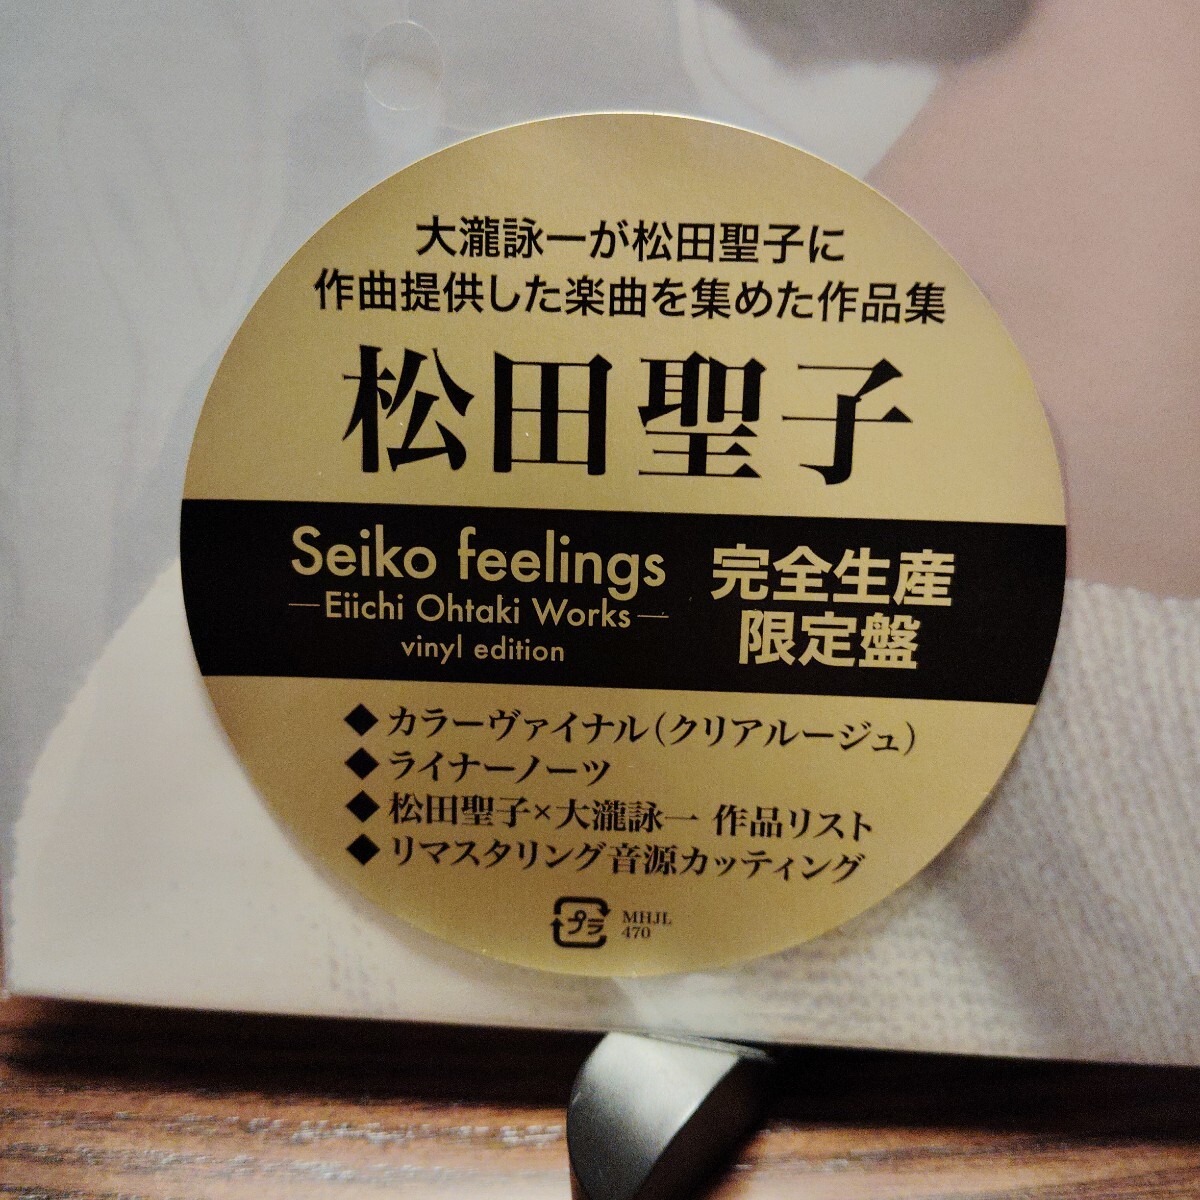 大瀧詠一が松田聖子に
作曲提供した楽曲を集めた作品集
松田聖子
Seiko feelings
—Eiichi Ohtaki Works—
vinyl edition
完全生産
限定盤
◆ カラーヴァイナル（クリアルージュ）
◆ ライナーノーツ
◆ 松田聖子×大瀧詠一 作品リスト
◆ リマスタリング音源カッティング
プラ
MHJL
470